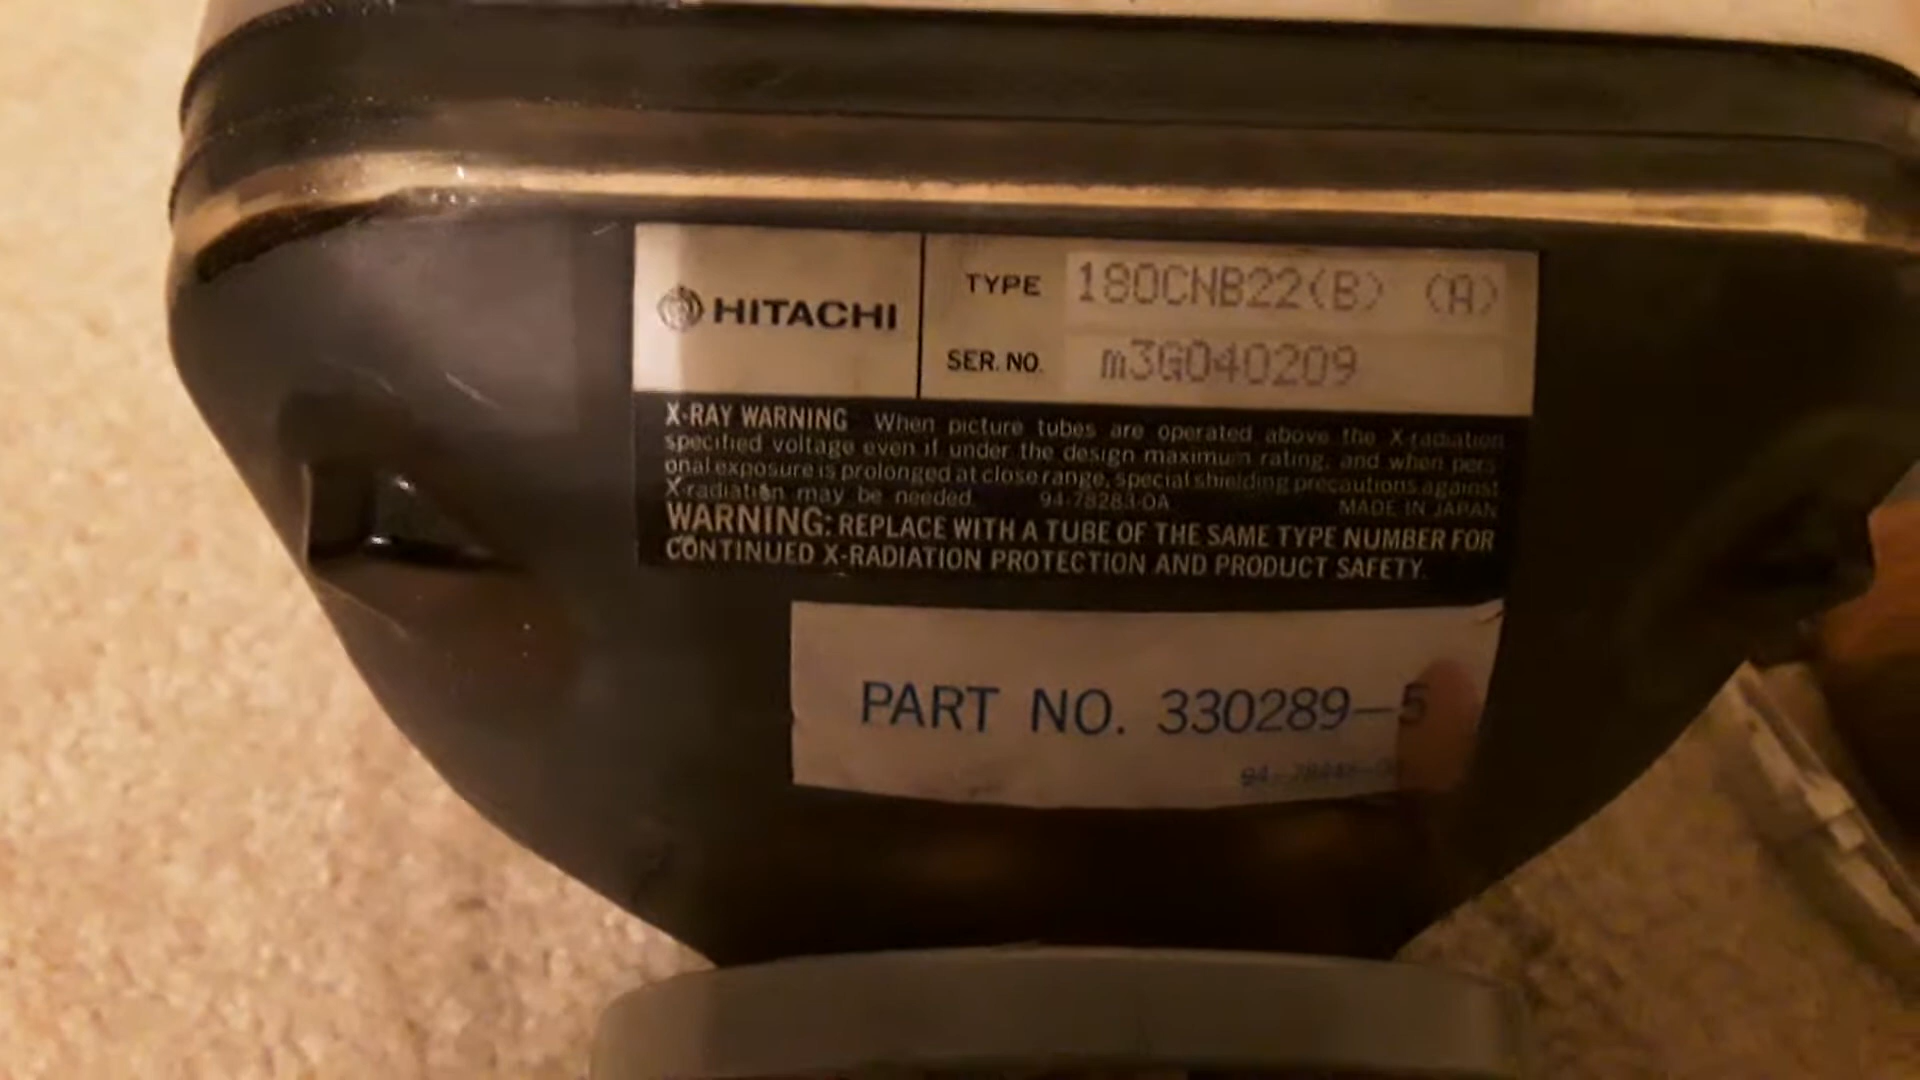 HITACHI
TYPE 180CNB22(B) (A)
SER. NO. m3G040209
X-RAY WARNING When picture tubes are operated above the X-radiation
specified voltage even if under the design maximum rating, and when pers
onal exposure is prolonged at close range, special shielding precautions against
X-radiation may be needed. MADE IN JAPAN
WARNING: REPLACE WITH A TUBE OF THE SAME TYPE NUMBER FOR
CONTINUED X-RADIATION PROTECTION AND PRODUCT SAFETY.
PART NO. 330289-5